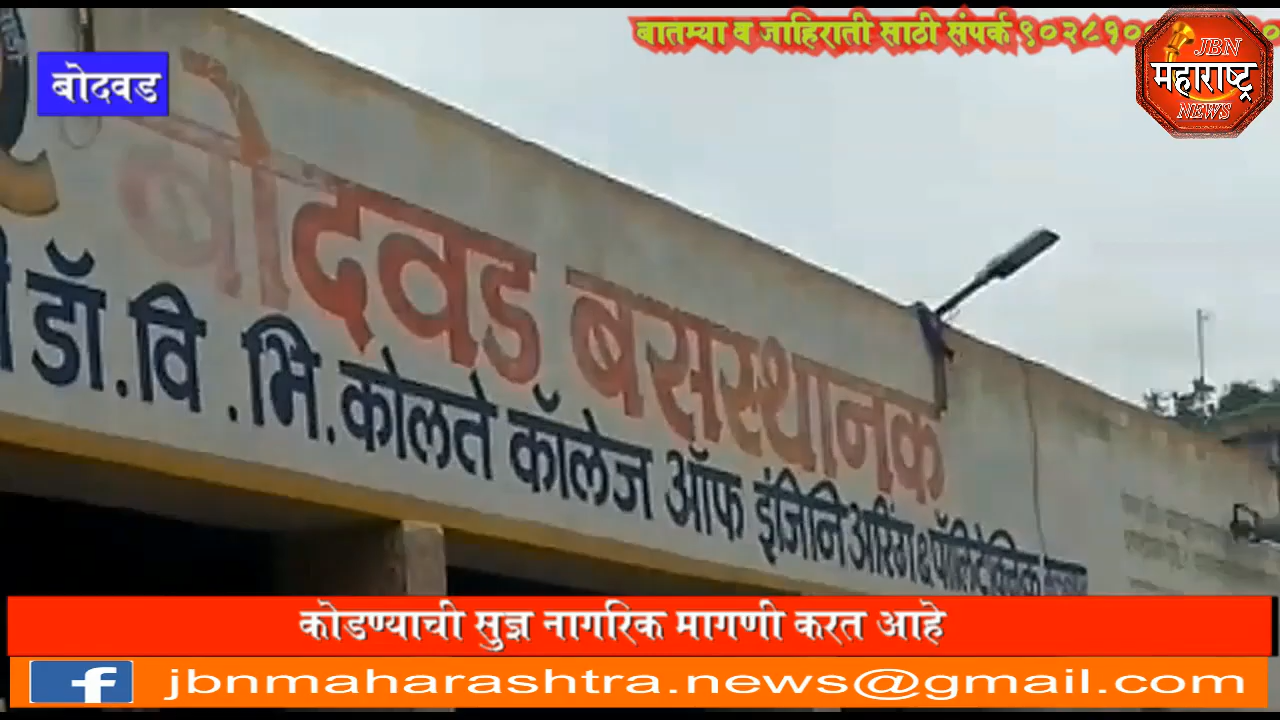 बातम्या व जाहिराती साठी संपर्क
JBN
महाराष्ट्र
NEWS
बोदवड
बोदवड बसस्थानक
डॉ.वि .भि.कोलते कॉलेज ऑफ इंजिनिअरिंग & पॉलिटेक्निक
कोडण्याची सुज्ञ नागरिक मागणी करत आहे
f jbnmaharashtra.news@gmail.com